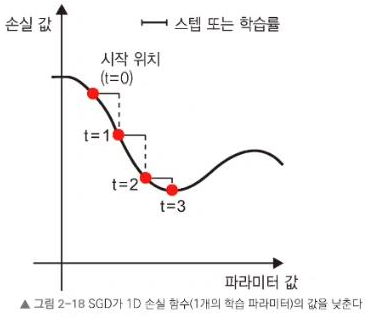 손실 값
스텝 또는 학습률
시작 위치
(t=0)
t=1
t=2
t=3
파라미터 값
▲ 그림 2-18 SGD가 1D 손실 함수(1개의 학습 파라미터)의 값을 낮춘다